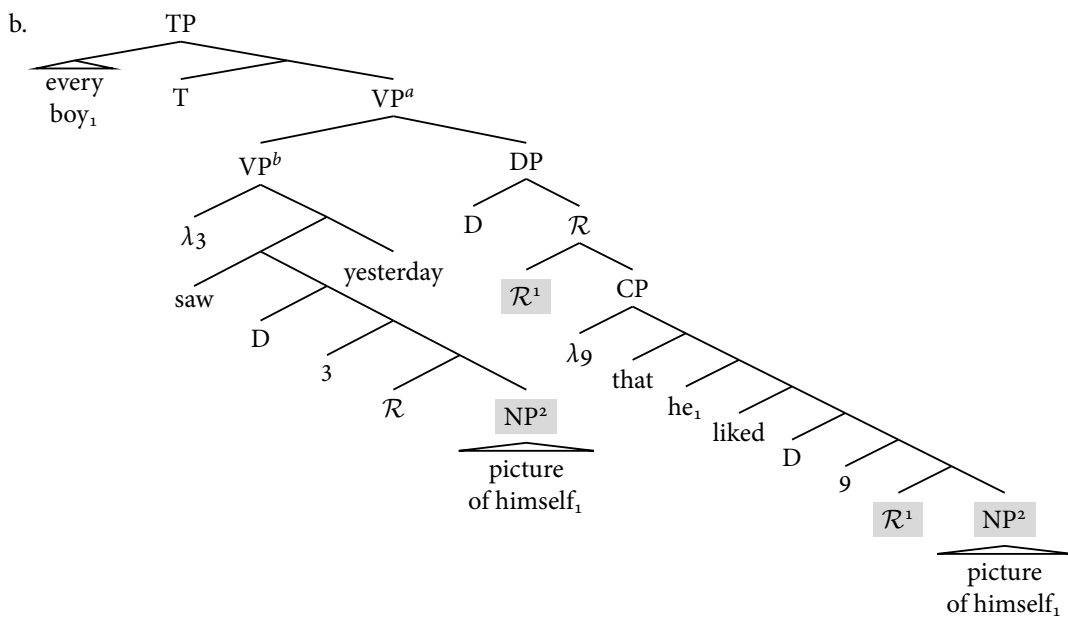 b.
TP
every
boy₁
T
VPᵃ
VPᵇ
DP
λ3
D
ℛ
yesterday
saw
ℛ¹
CP
D
λ9
3
that
ℛ
he₁
NP²
liked
D
picture
of himself₁
9
ℛ¹
NP²
picture
of himself₁